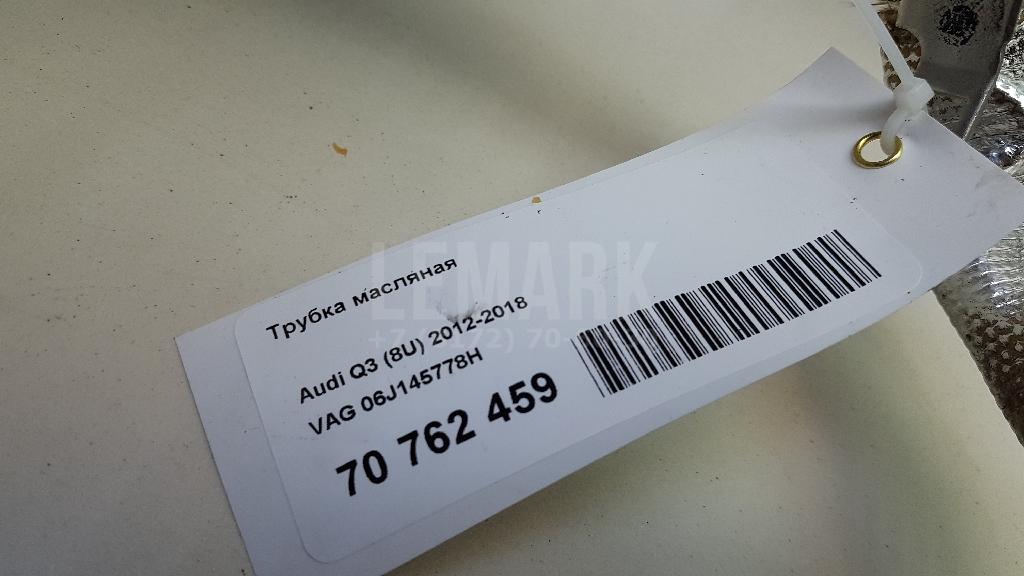 LEMARK
Трубка масляная
Audi Q3 (8U) 2012-2018
VAG 06J145778H
70 762 459